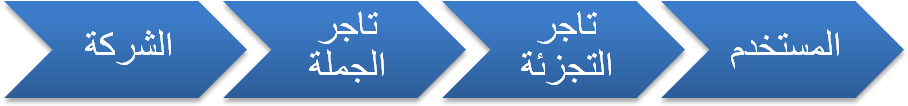 الشركة
تاجر
الجملة
تاجر
التجزئة
المستخدم